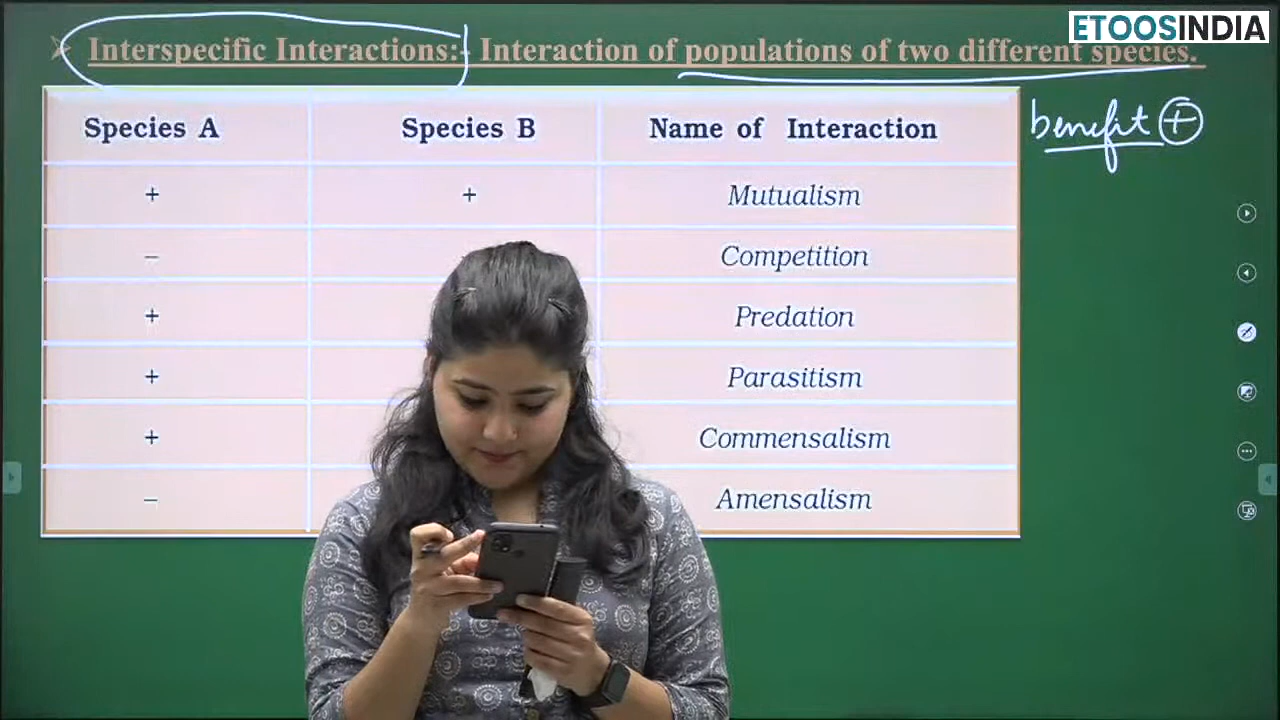 ETOOSINDIA
Interspecific Interactions:- Interaction of populations of two different species.
benefit +
Species A Species B Name of Interaction
+ + Mutualism
– Competition
+ Predation
+ Parasitism
+ Commensalism
– Amensalism